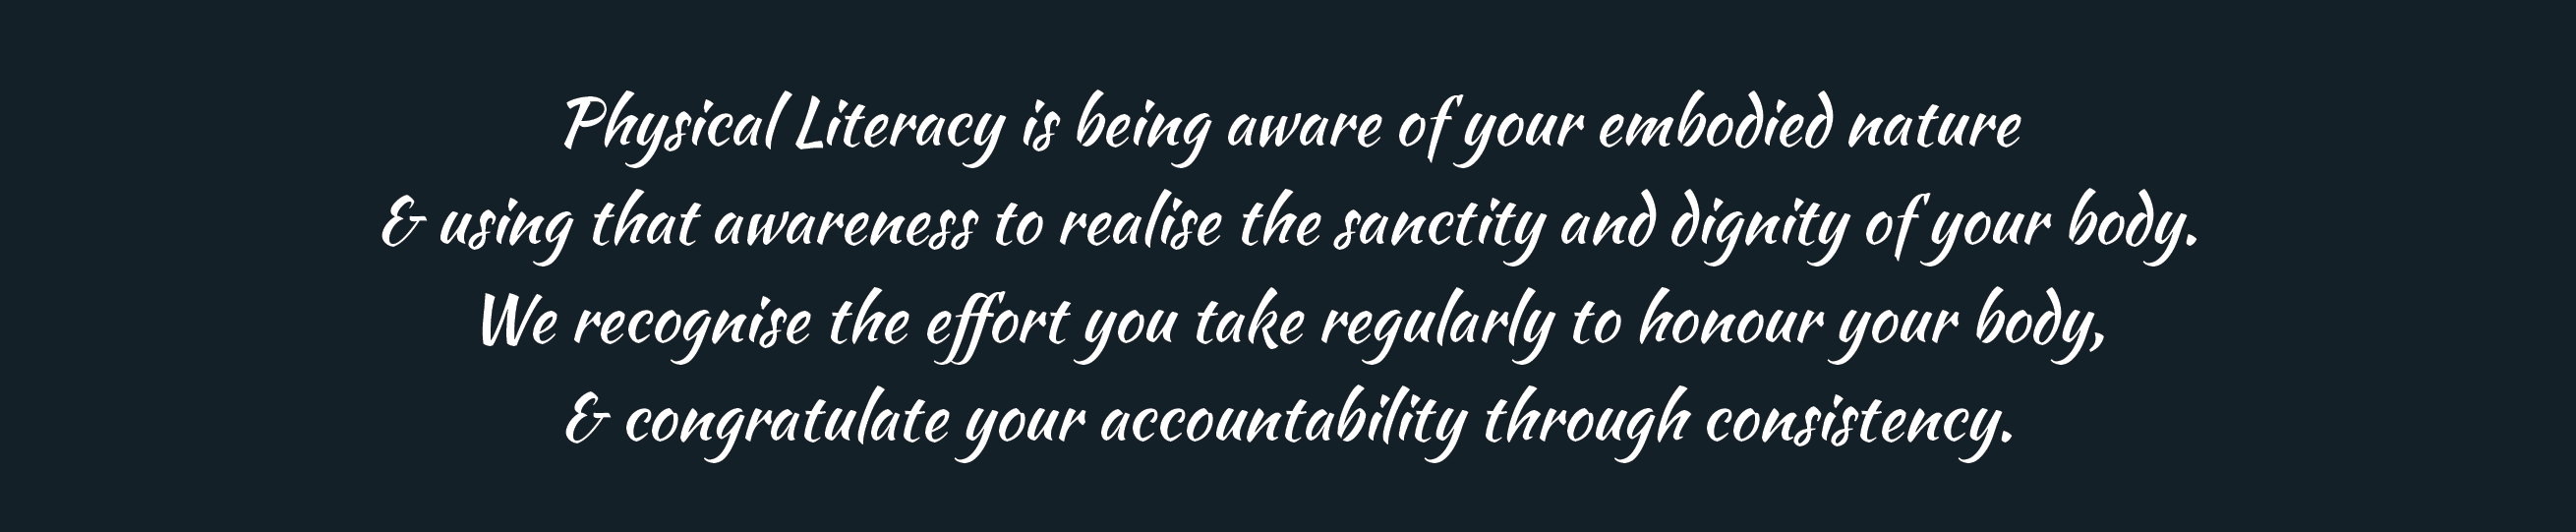 Physical Literacy is being aware of your embodied nature
& using that awareness to realise the sanctity and dignity of your body.
We recognise the effort you take regularly to honour your body,
& congratulate your accountability through consistency.